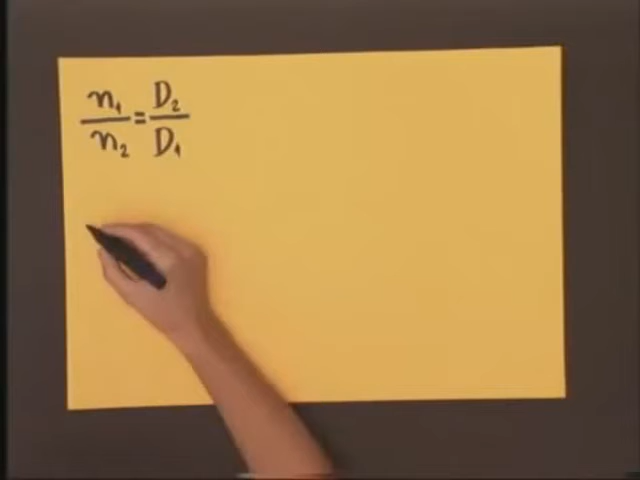 n₁/n₂ = D₂/D₁